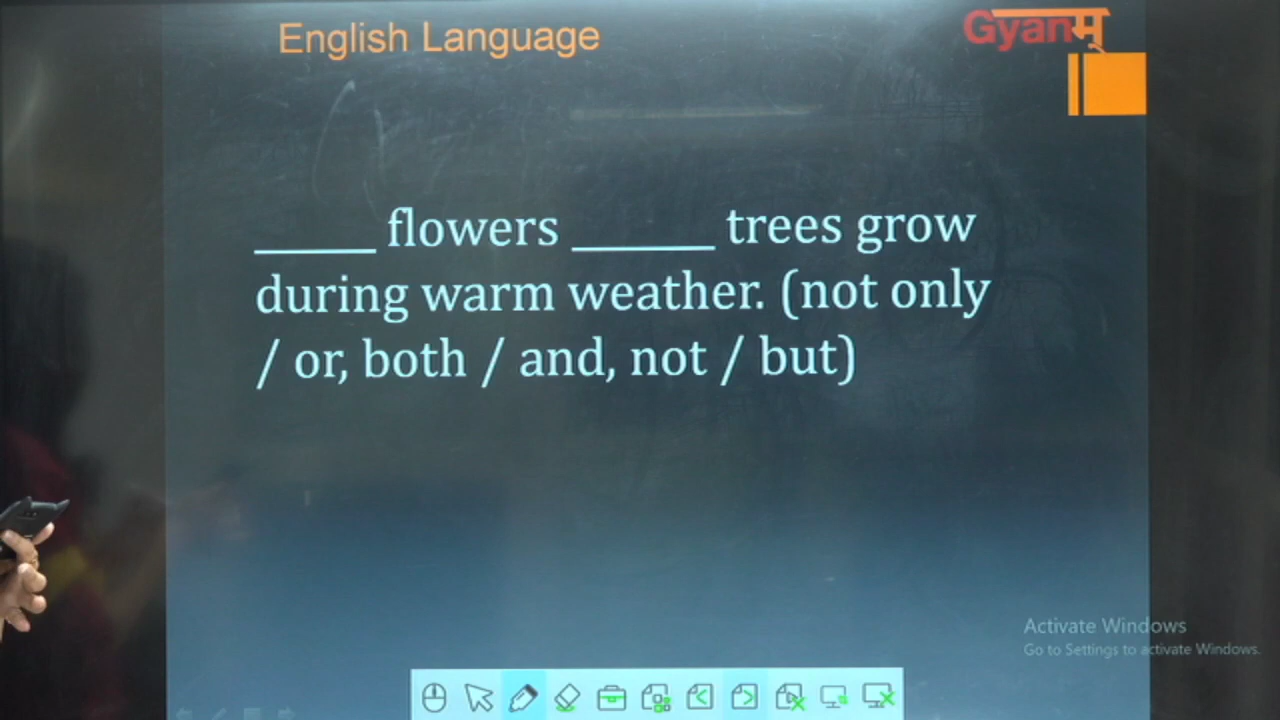 English Language
Gyanम्
_____ flowers ______ trees grow
during warm weather. (not only
/ or, both / and, not / but)
Activate Windows
Go to Settings to activate Windows.